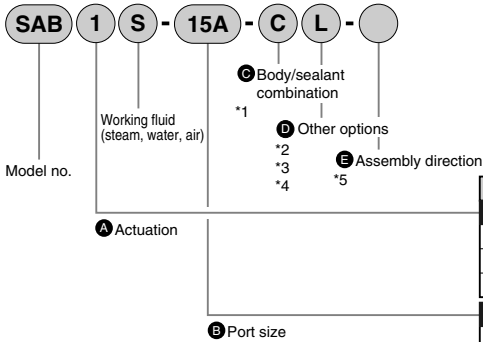 SAB 1 S - 15A - C L -
C Body/sealant
combination
*1
Working fluid
(steam, water, air)
D Other options
*2
*3
*4
E Assembly direction
*5
Model no.
A Actuation
B Port size